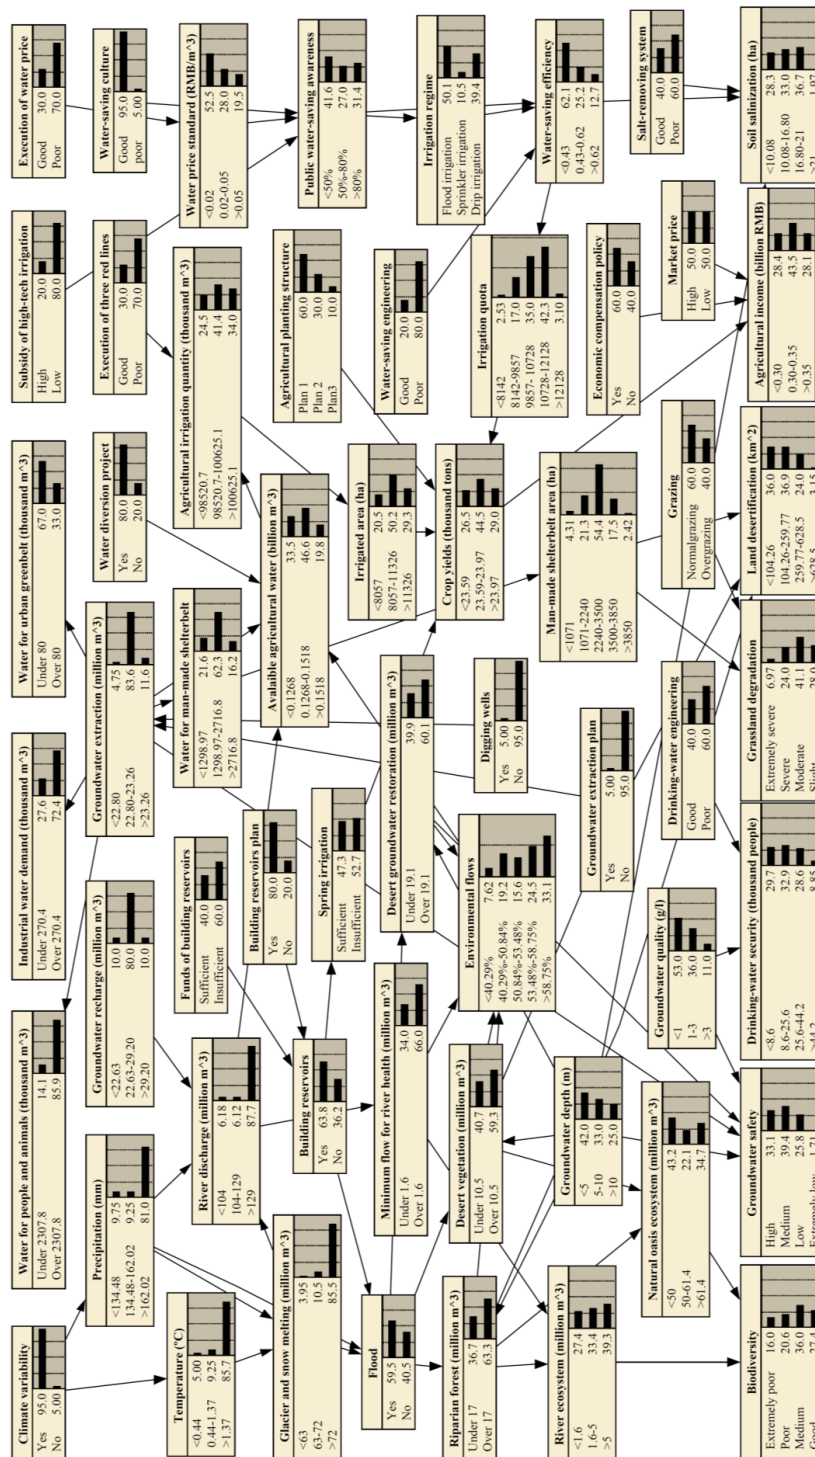 Execution of water price
Good 30.0
Poor 70.0
Water-saving culture
Good 95.0
poor 5.00
Water price standard (RMB/m^3)
<0.02 52.5
0.02-0.05 28.0
>0.05 19.5
Public water-saving awareness
<50% 41.6
50%-80% 27.0
>80% 31.4
Irrigation regime
Flood irrigation 50.1
Sprinkler irrigation 10.5
Drip irrigation 39.4
Water-saving efficiency
<0.43 62.1
0.43-0.62 25.2
>0.62 12.7
Salt-removing system
Good 40.0
Poor 60.0
Soil salinization (ha)
<10.08 28.3
10.08-16.80 33.0
16.80-21 36.7
>21 1.97
Subsidy of high-tech irrigation
High 20.0
Low 80.0
Execution of three red lines
Good 30.0
Poor 70.0
Agricultural irrigation quantity (thousand m^3)
<98520.7 24.5
98520.7-100625.1 41.4
>100625.1 34.0
Agricultural planting structure
Plan 1 60.0
Plan 2 30.0
Plan3 10.0
Water-saving engineering
Good 20.0
Poor 80.0
Irrigation quota
<8142 2.53
8142-9857 17.0
9857- 10728 35.0
10728-12128 42.3
>12128 3.10
Economic compensation policy
Yes 60.0
No 40.0
Market price
High 50.0
Low 50.0
Agricultural income (billion RMB)
<0.30 28.4
0.30-0.35 43.5
>0.35 28.1
Water for urban greenbelt (thousand m^3)
Under 80 67.0
Over 80 33.0
Water diversion project
Yes 80.0
No 20.0
Avalaible agricultural water (billion m^3)
<0.1268 33.5
0.1268-0.1518 46.6
>0.1518 19.8
Irrigated area (ha)
<8057 20.5
8057-11326 50.2
>11326 29.3
Crop yields (thousand tons)
<23.59 26.5
23.59-23.97 44.5
>23.97 29.0
Man-made shelterbelt area (ha)
<1071 4.31
1071-2240 21.3
2240-3500 54.4
3500-3850 17.5
>3850 2.42
Grazing
Normalgrazing 60.0
Overgrazing 40.0
Land desertification (km^2)
<104.26 36.0
104.26-259.77 36.9
259.77-628.5 24.0
>628.5 3.15
Industrial water demand (thousand m^3)
Under 270.4 27.6
Over 270.4 72.4
Groundwater extraction (million m^3)
<22.80 4.75
22.80-23.26 83.6
>23.26 11.6
Water for man-made shelterbelt
<1298.97 21.6
1298.97-2716.8 62.3
>2716.8 16.2
Building reservoirs plan
Yes 80.0
No 20.0
Spring irrigation
Sufficient 47.3
Insufficient 52.7
Desert groundwater restoration (million m^3)
Under 19.1 39.9
Over 19.1 60.1
Digging wells
Yes 5.00
No 95.0
Groundwater extraction plan
Yes 5.00
No 95.0
Drinking-water engineering
Good 40.0
Poor 60.0
Grassland degradation
Extremely severe 6.97
Severe 24.0
Moderate 41.1
Slight 28.0
Water for people and animals (thousand m^3)
Under 2307.8 14.1
Over 2307.8 85.9
Groundwater recharge (million m^3)
<22.63 10.0
22.63-29.20 80.0
>29.20 10.0
Funds of building reservoirs
Sufficient 40.0
Insufficient 60.0
River discharge (million m^3)
<104 6.18
104-129 6.12
>129 87.7
Building reservoirs
Yes 63.8
No 36.2
Minimum flow for river health (million m^3)
Under 1.6 34.0
Over 1.6 66.0
Environmental flows
<40.29% 7.62
40.29%-50.84% 19.2
50.84%-53.48% 15.6
53.48%-58.75% 24.5
>58.75% 33.1
Groundwater quality (g/l)
<1 53.0
1-3 36.0
>3 11.0
Drinking-water security (thousand people)
<8.6 29.7
8.6-25.6 32.9
25.6-44.2 28.6
>44.2 8.85
Climate variability
Yes 95.0
No 5.00
Precipitation (mm)
<134.48 9.75
134.48-162.02 9.25
>162.02 81.0
Temperature (°C)
<0.44 5.00
0.44-1.37 9.25
>1.37 85.7
Glacier and snow melting (million m^3)
<63 3.95
63-72 10.5
>72 85.5
Flood
Yes 59.5
No 40.5
Riparian forest (million m^3)
Under 17 36.7
Over 17 63.3
Desert vegetation (million m^3)
Under 10.5 40.7
Over 10.5 59.3
Groundwater depth (m)
<5 42.0
5-10 33.0
>10 25.0
River ecosystem (million m^3)
<1.6 27.4
1.6-5 33.4
>5 39.3
Natural oasis ecosystem (million m^3)
<50 43.2
50-61.4 22.1
>61.4 34.7
Groundwater safety
High 33.1
Medium 39.4
Low 25.8
Extremely low 1.71
Biodiversity
Extremely poor 16.0
Poor 20.6
Medium 36.0
Good 27.4